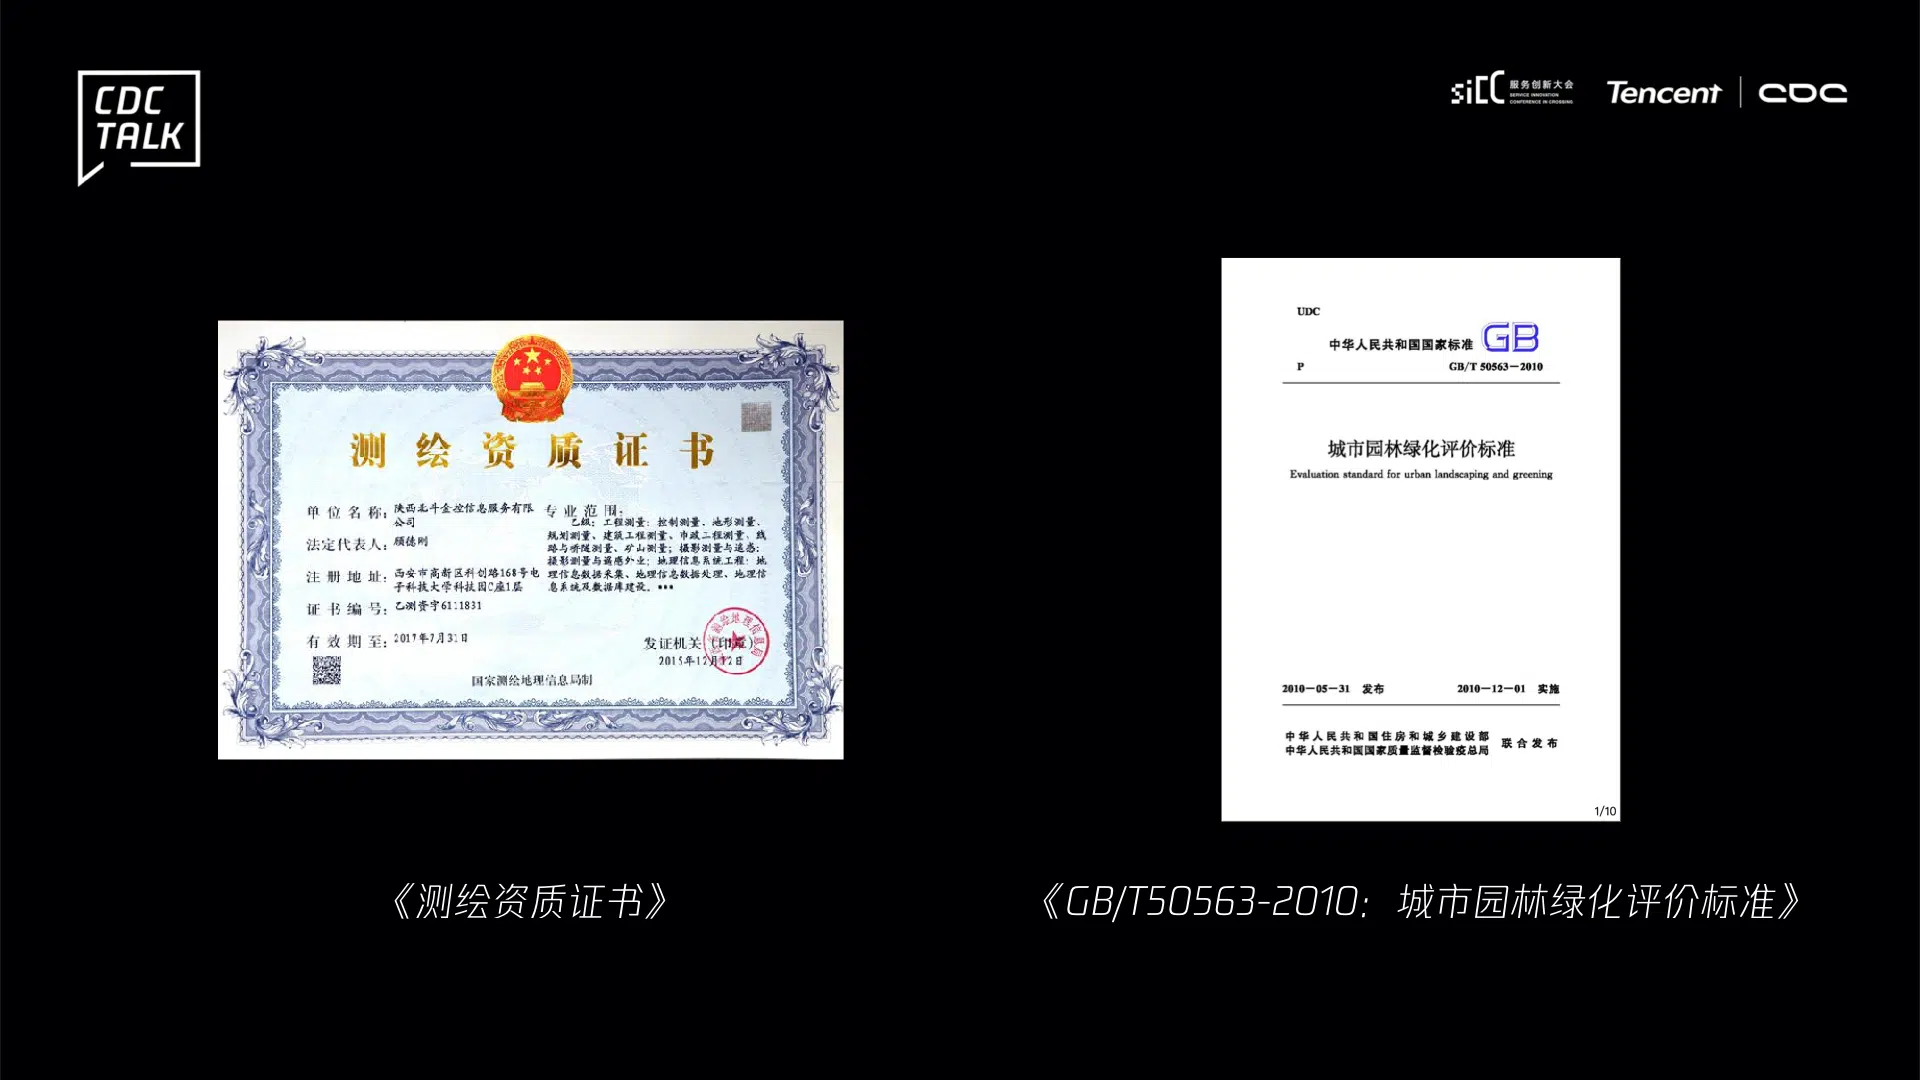 CDC
TALK
SiCC
服务创新大会
SERVICE INNOVATION
CONFERENCE IN CROSSING
Tencent
CDC
测绘资质证书
单位名称：陕西北斗金控信息服务有限
公司
法定代表人：顾德刚
注册地址：西安市高新区科创路168号电
子科技大学科技园C座1层
证书编号：乙测资字6111831
有效期至：2017年7月31日
专业范围：
乙级：工程测量：控制测量、地形测量、
规划测量、建筑工程测量、市政工程测量、线
路与桥隧测量、矿山测量；摄影测量与遥感：
摄影测量与遥感外业；地理信息系统工程：地
理信息数据采集、地理信息数据处理、地理信
息系统及数据库建设。***
发证机关（印章）
2015年12月12日
国家测绘地理信息局制
《测绘资质证书》
UDC
中华人民共和国国家标准 GB
P
GB/T 50563－2010
城市园林绿化评价标准
Evaluation standard for urban landscaping and greening
2010－05－31 发布
2010－12－01 实施
中华人民共和国住房和城乡建设部
中华人民共和国国家质量监督检验疫总局
联合发布
1/10
《GB/T50563-2010：城市园林绿化评价标准》